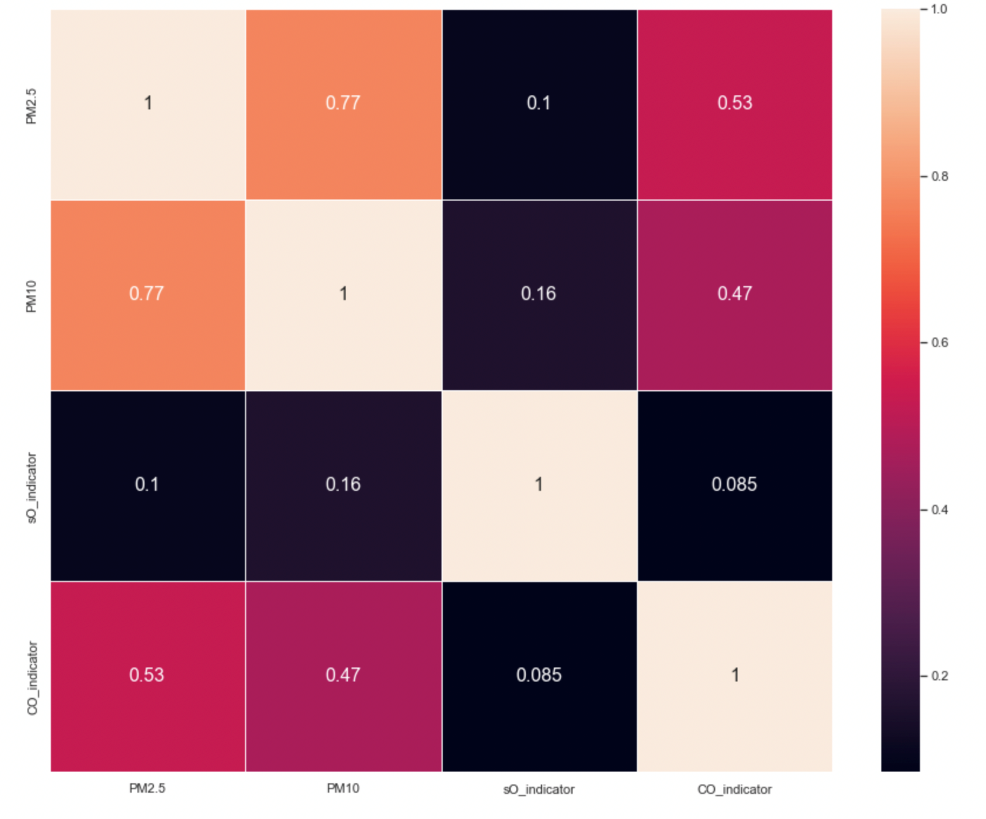 1.0
PM2.5 1 0.77 0.1 0.53
0.8
PM10 0.77 1 0.16 0.47
0.6
sO_indicator 0.1 0.16 1 0.085
0.4
CO_indicator 0.53 0.47 0.085 1
0.2
PM2.5 PM10 sO_indicator CO_indicator